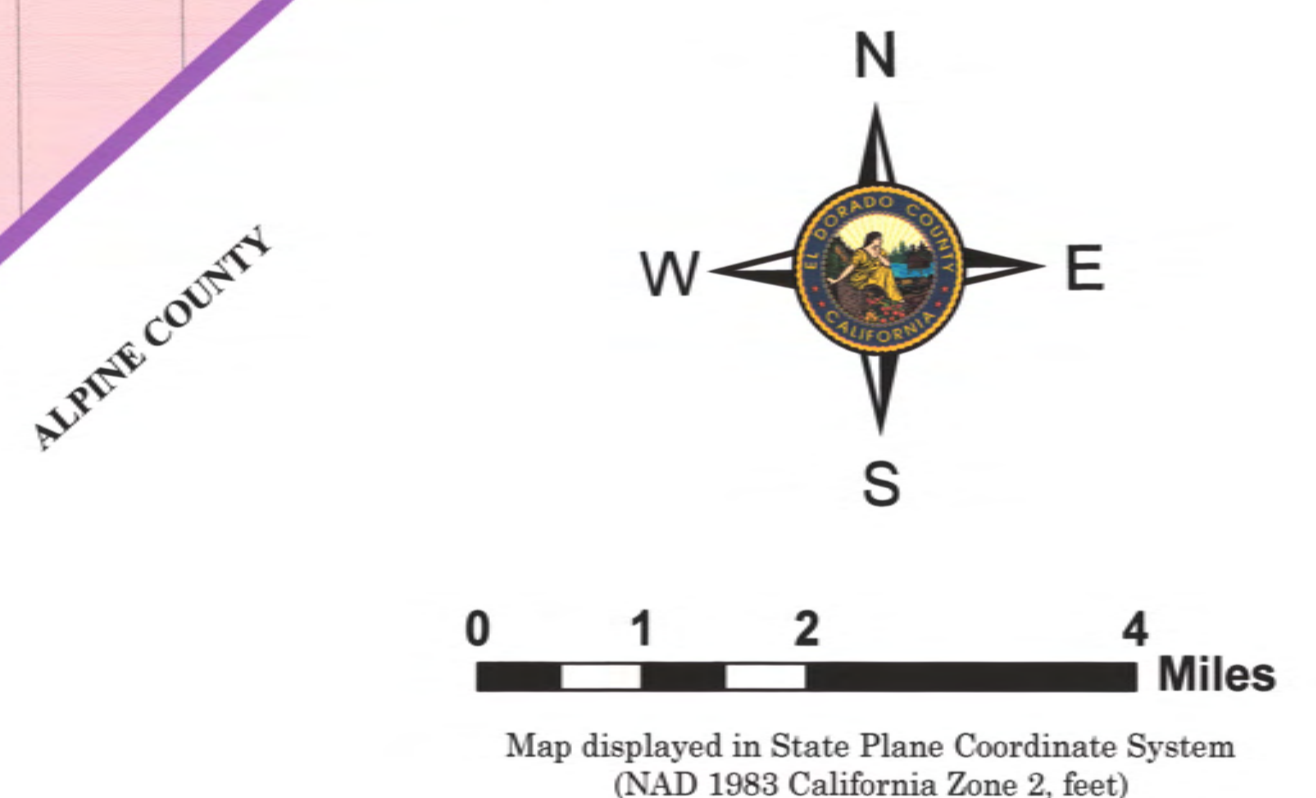 N
W
E
S
EL DORADO COUNTY
CALIFORNIA
ALPINE COUNTY
0 1 2 4
Miles
Map displayed in State Plane Coordinate System
(NAD 1983 California Zone 2, feet)